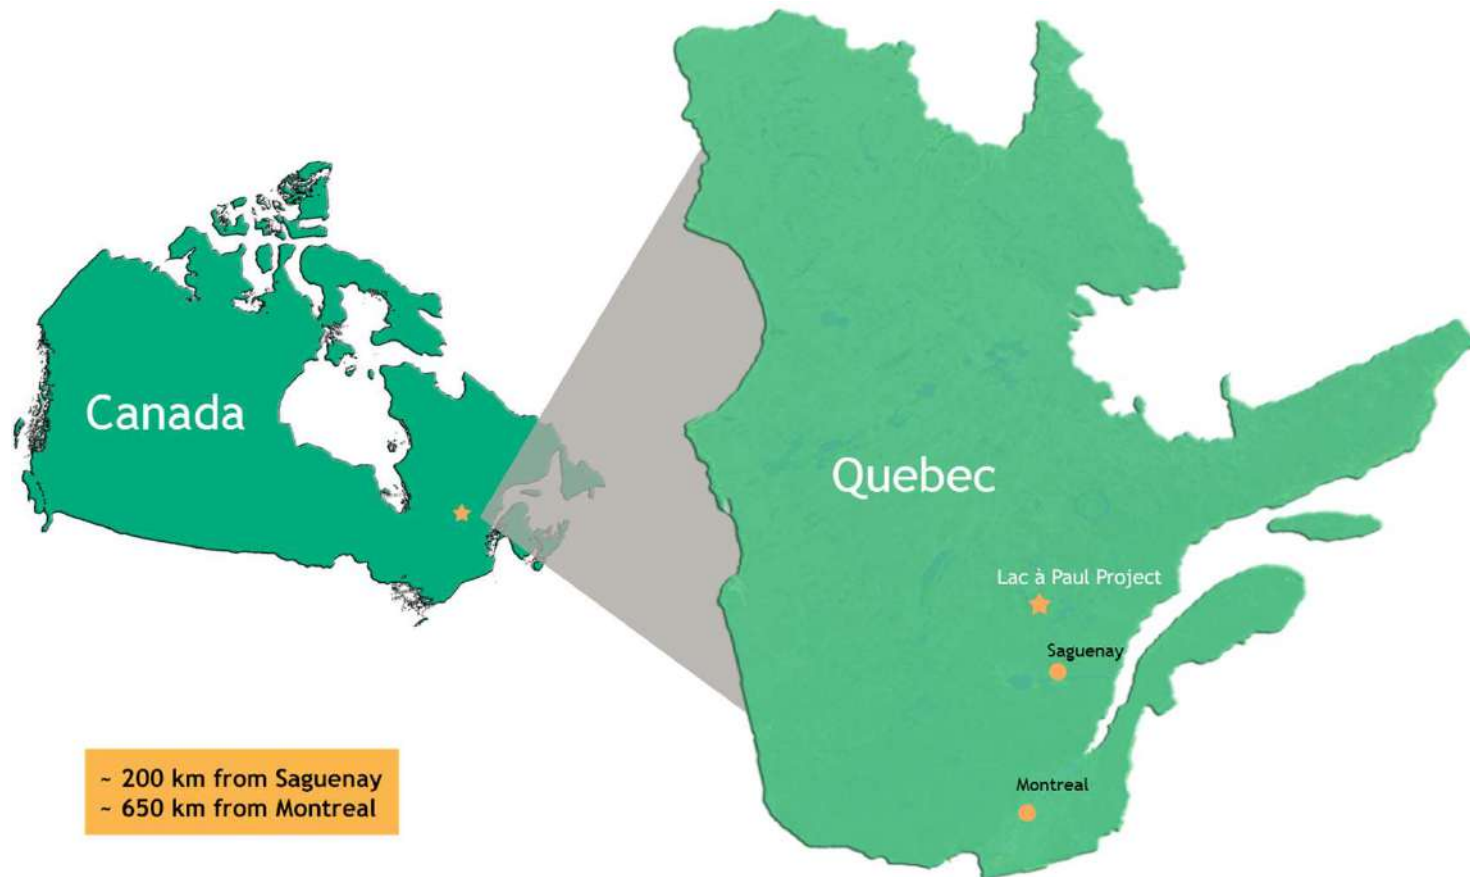 Canada
Quebec
Lac à Paul Project
Saguenay
Montreal
~ 200 km from Saguenay
~ 650 km from Montreal